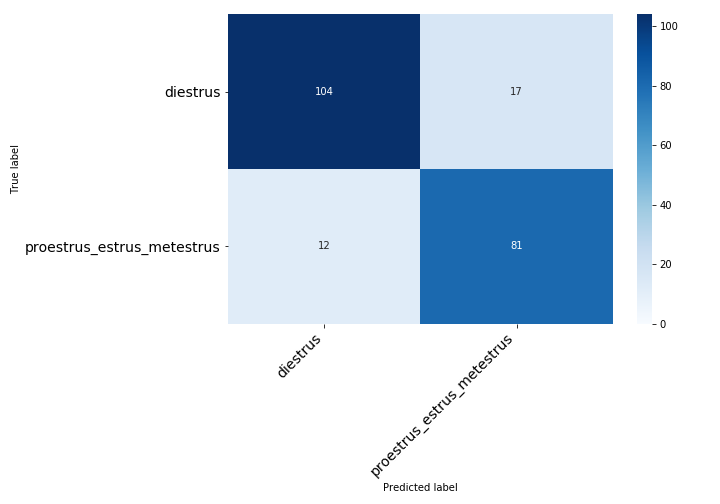 True label
diestrus
104
17
proestrus_estrus_metestrus
12
81
diestrus
proestrus_estrus_metestrus
Predicted label
100
80
60
40
20
0